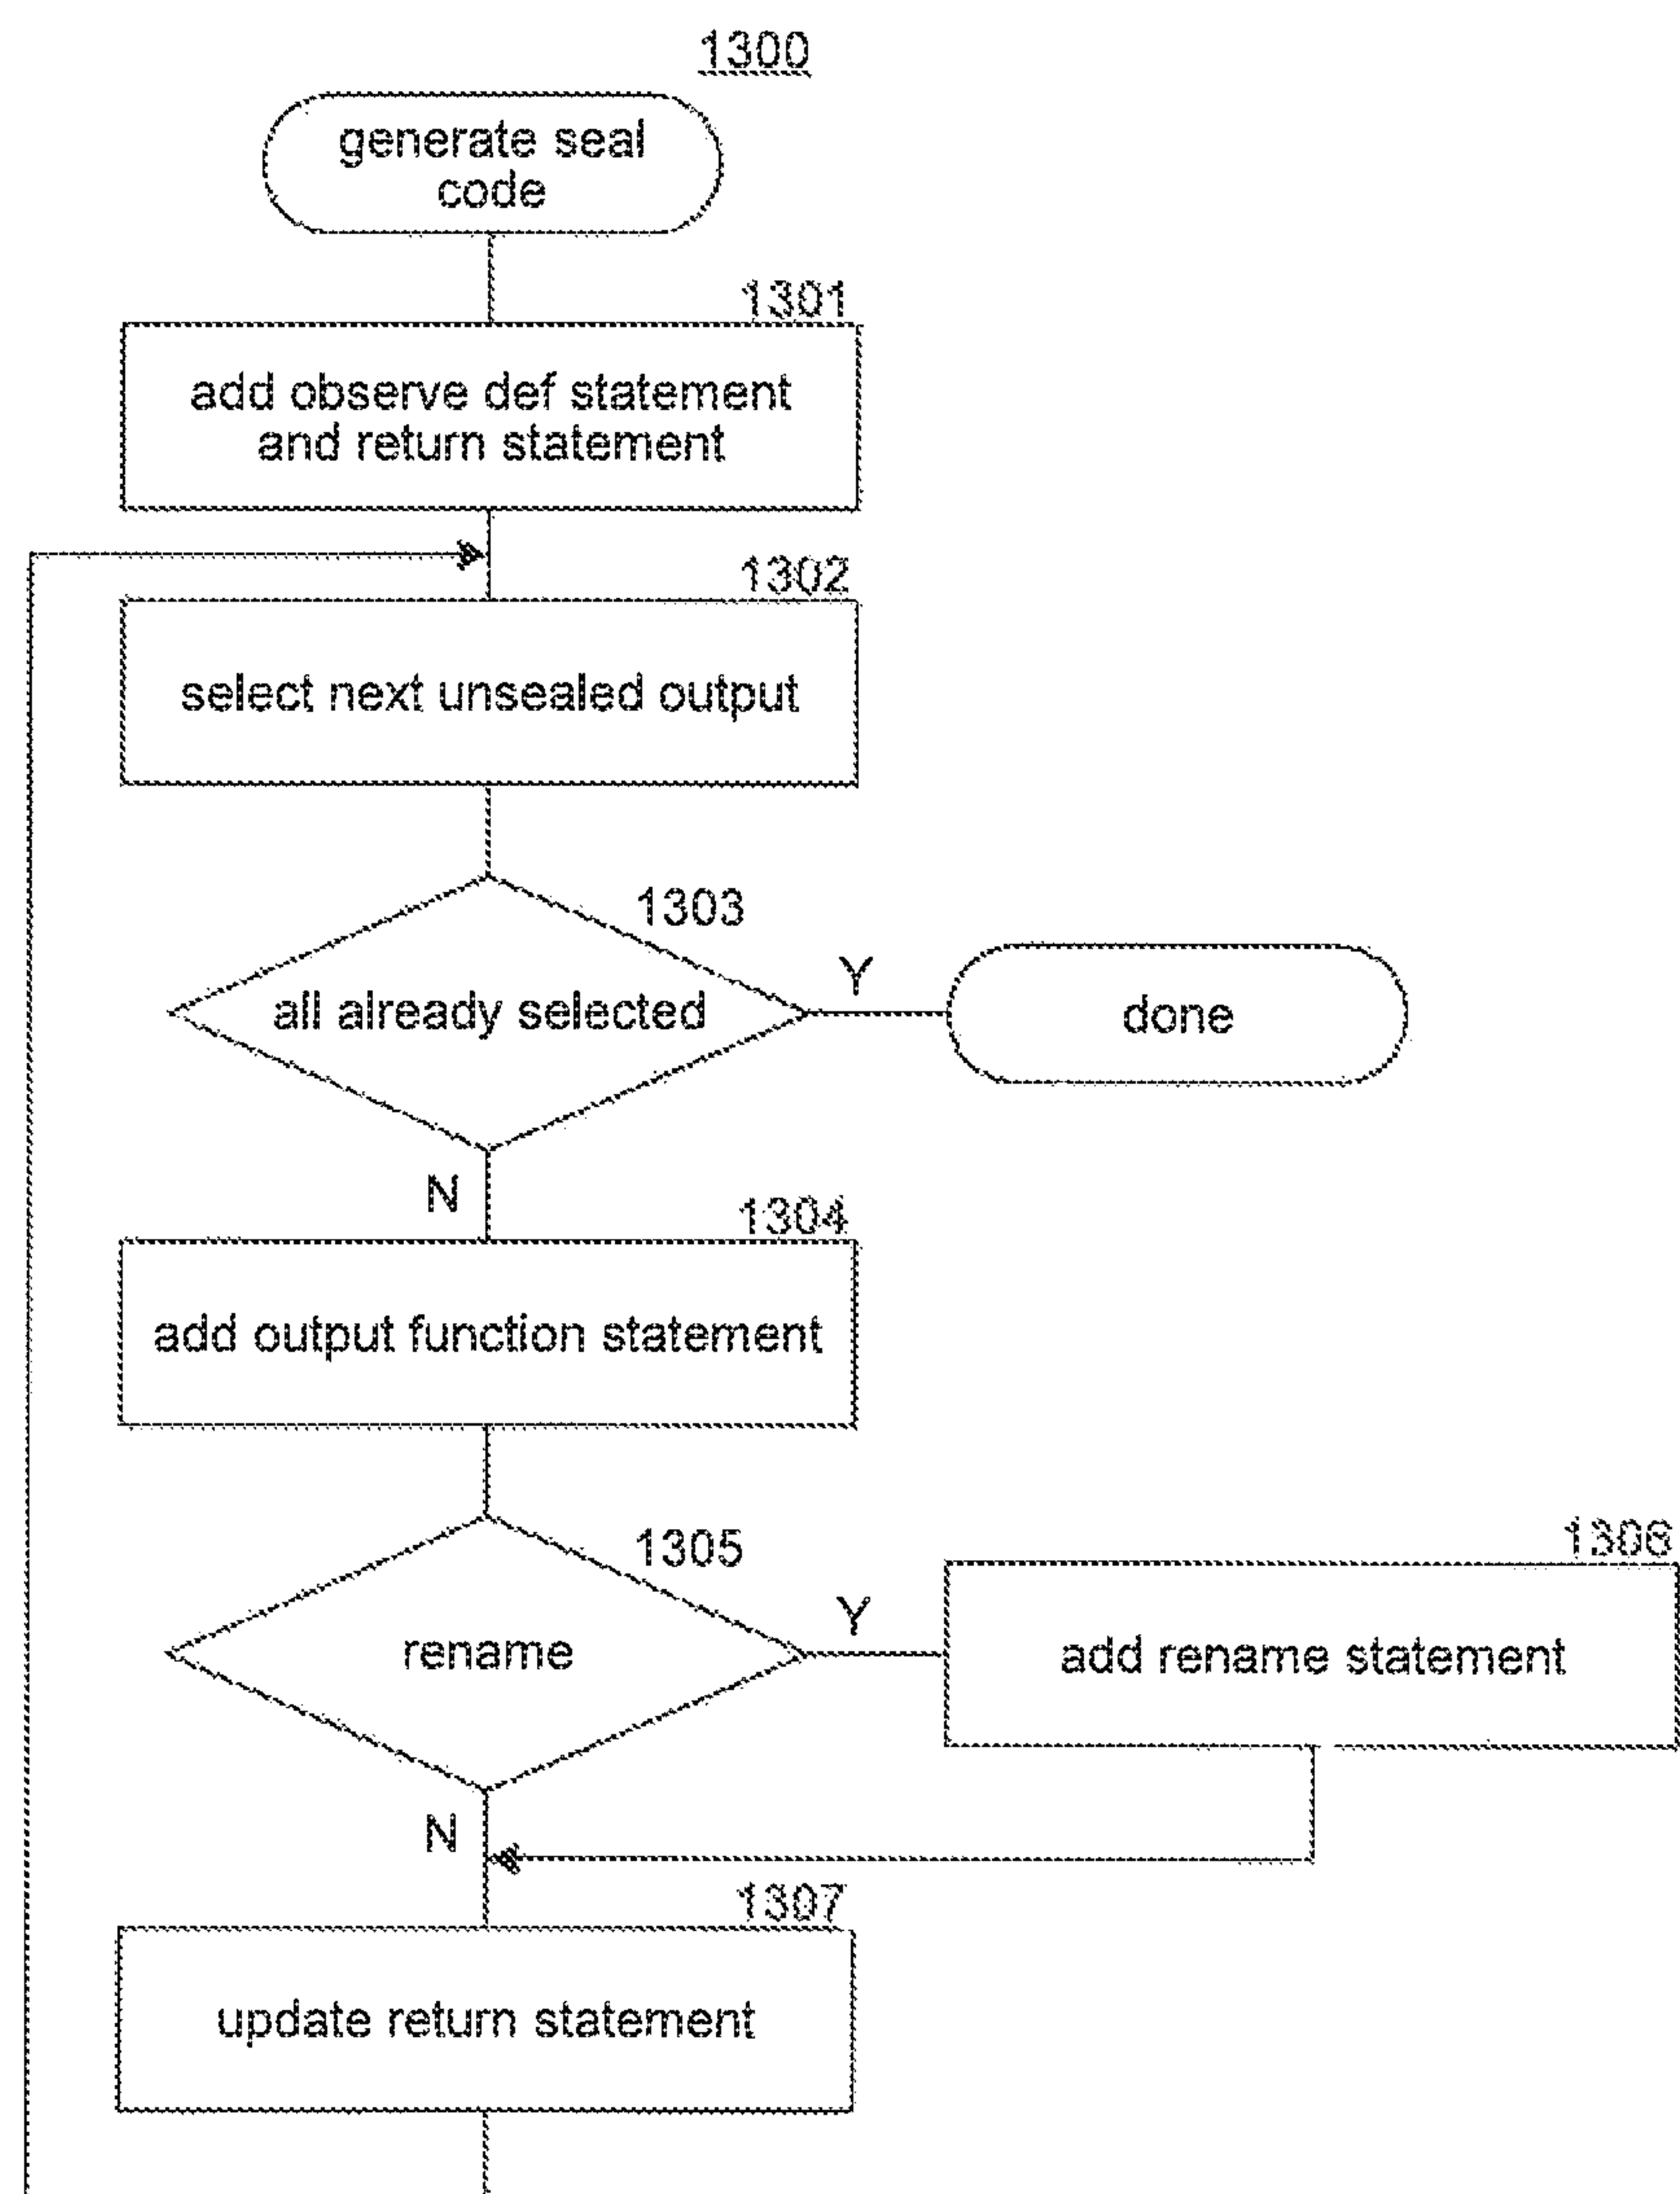 1300
generate seal
code
1301
add observe def statement
and return statement
1302
select next unsealed output
1303
all already selected
Y
done
N
1304
add output function statement
1305
rename
Y
1306
add rename statement
N
1307
update return statement